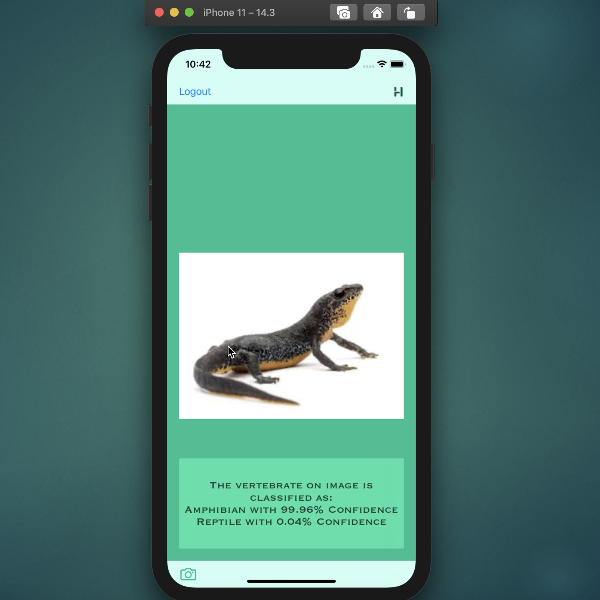 iPhone 11 – 14.3
10:42
Logout
H
The vertebrate on image is
classified as:
Amphibian with 99.96% Confidence
Reptile with 0.04% Confidence